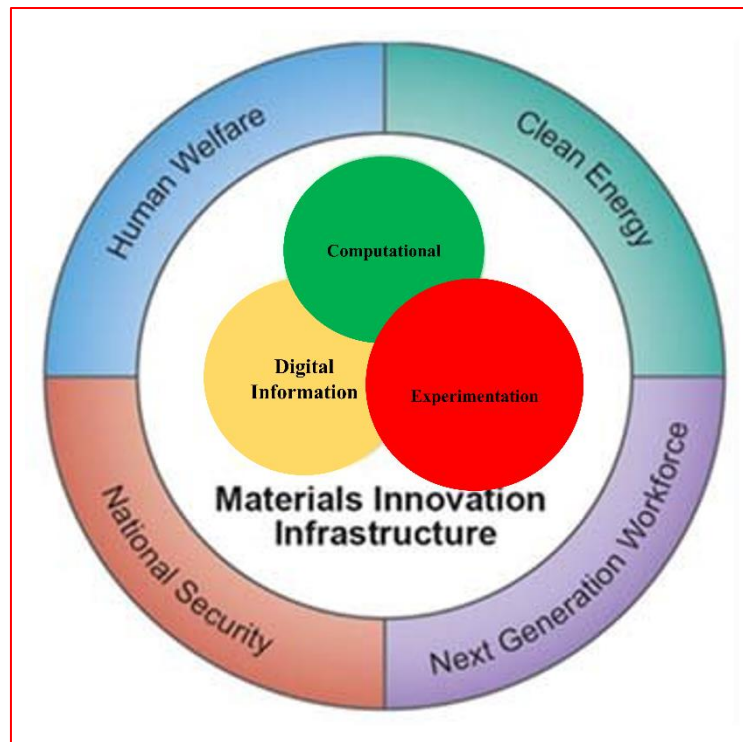 Human Welfare
Clean Energy
Computational
Digital
Information
Experimentation
Materials Innovation
Infrastructure
National Security
Next Generation Workforce